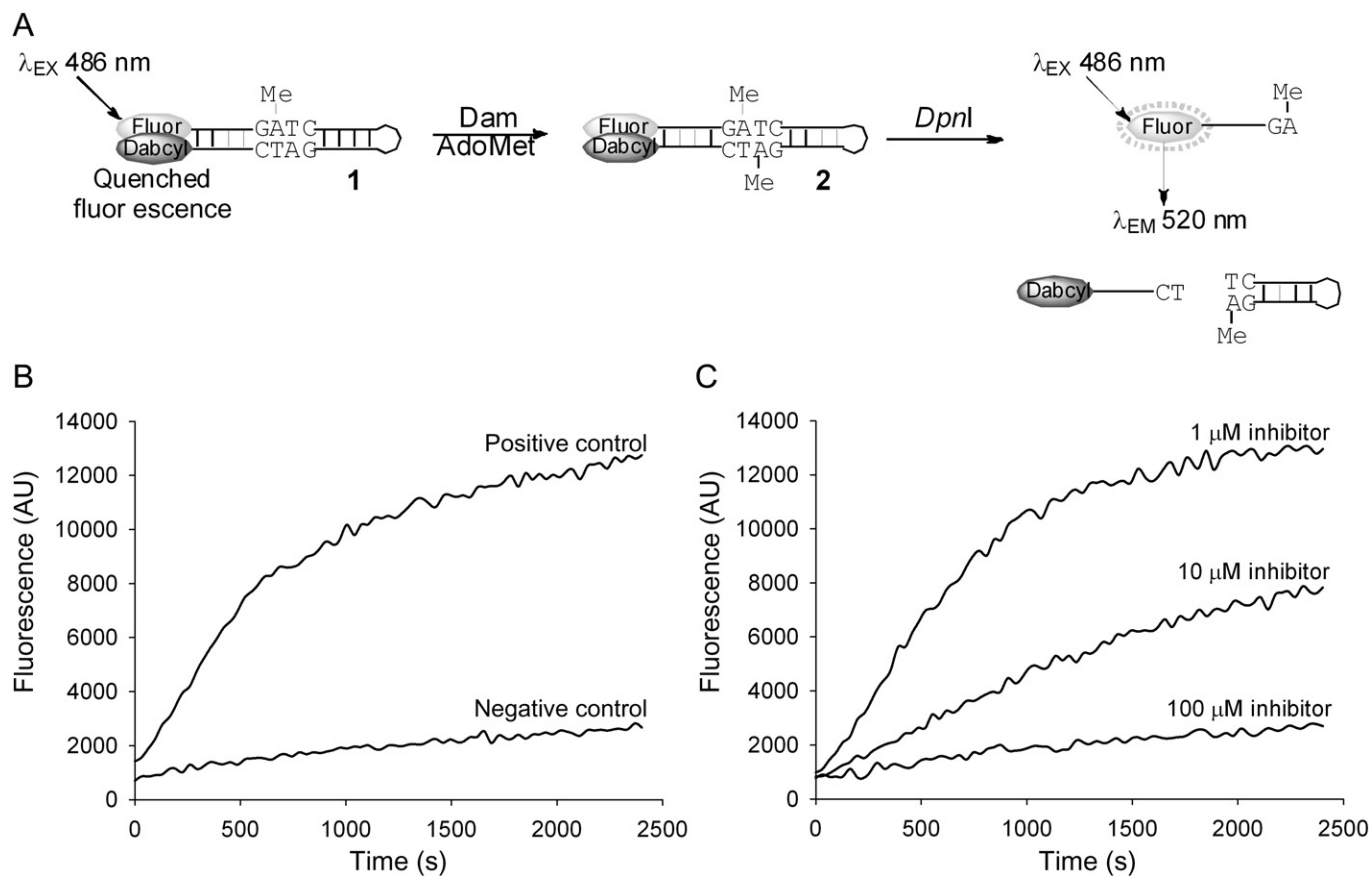 A
λEX 486 nm
Me
Fluor
GATC
Dabcyl
CTAG
Quenched
fluor escence
1
Dam
AdoMet
Me
Fluor
GATC
Dabcyl
CTAG
Me
2
DpnI
λEX 486 nm
Me
Fluor
GA
λEM 520 nm
Dabcyl
CT
TC
AG
Me
B
Fluorescence (AU)
14000
12000
10000
8000
6000
4000
2000
0
Positive control
Negative control
0 500 1000 1500 2000 2500
Time (s)
C
Fluorescence (AU)
14000
12000
10000
8000
6000
4000
2000
0
1 μM inhibitor
10 μM inhibitor
100 μM inhibitor
0 500 1000 1500 2000 2500
Time (s)